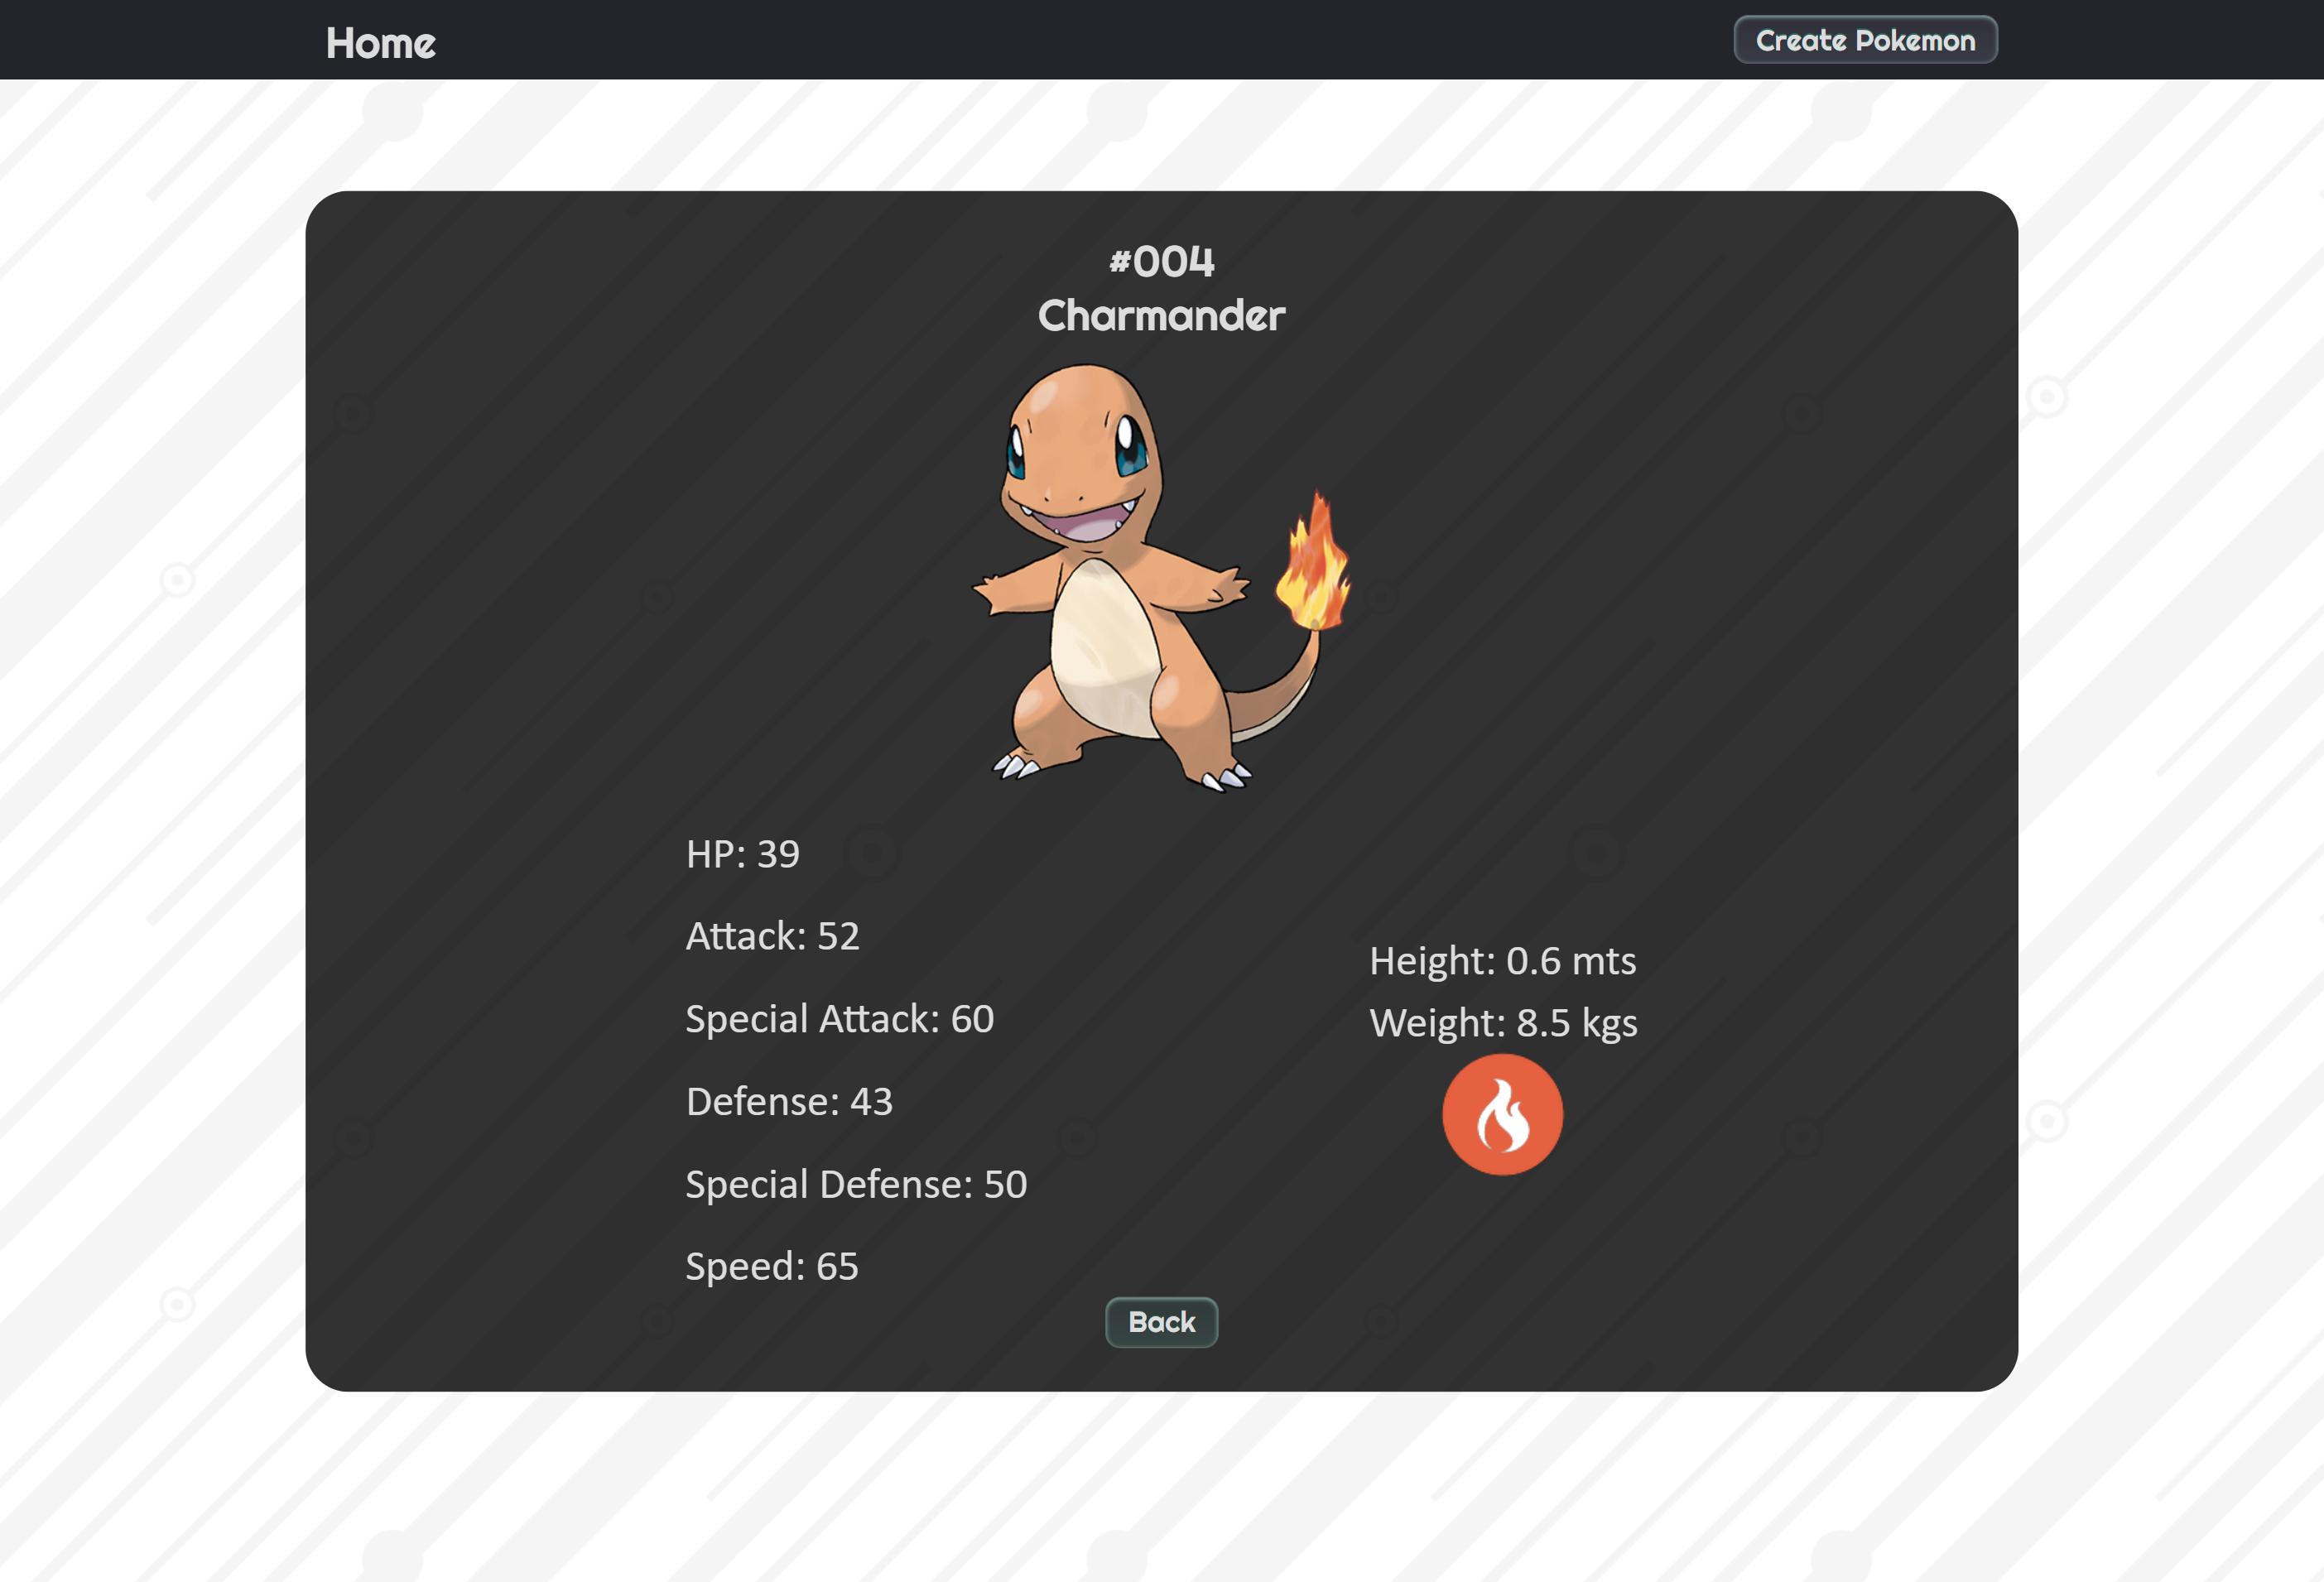 Home
Create Pokemon
#004
Charmander
HP: 39
Attack: 52
Special Attack: 60
Defense: 43
Special Defense: 50
Speed: 65
Height: 0.6 mts
Weight: 8.5 kgs
Back